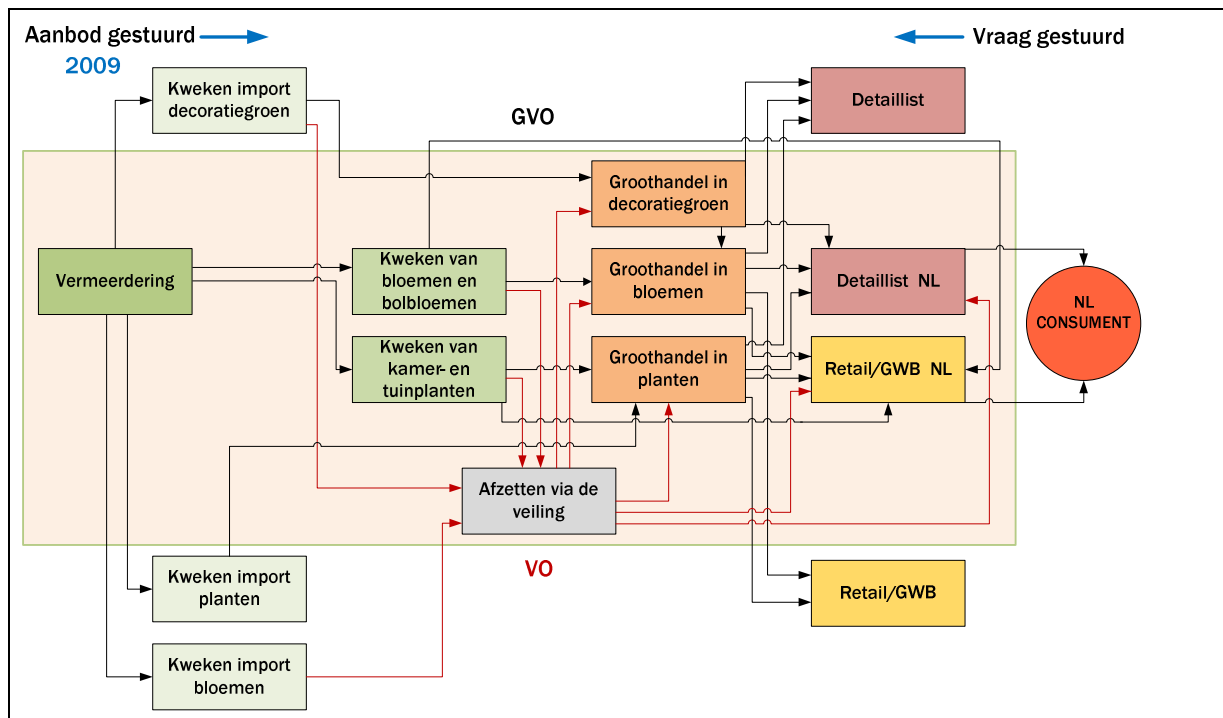 Aanbod gestuurd
2009
Vraag gestuurd
Kweken import
decoratiegroen
GVO
Detaillist
Groothandel in
decoratiegroen
Vermeerdering
Kweken van
bloemen en
bolbloemen
Groothandel in
bloemen
Detaillist NL
NL
CONSUMENT
Kweken van
kamer- en
tuinplanten
Groothandel in
planten
Retail/GWB NL
Afzetten via de
veiling
VO
Kweken import
planten
Retail/GWB
Kweken import
bloemen